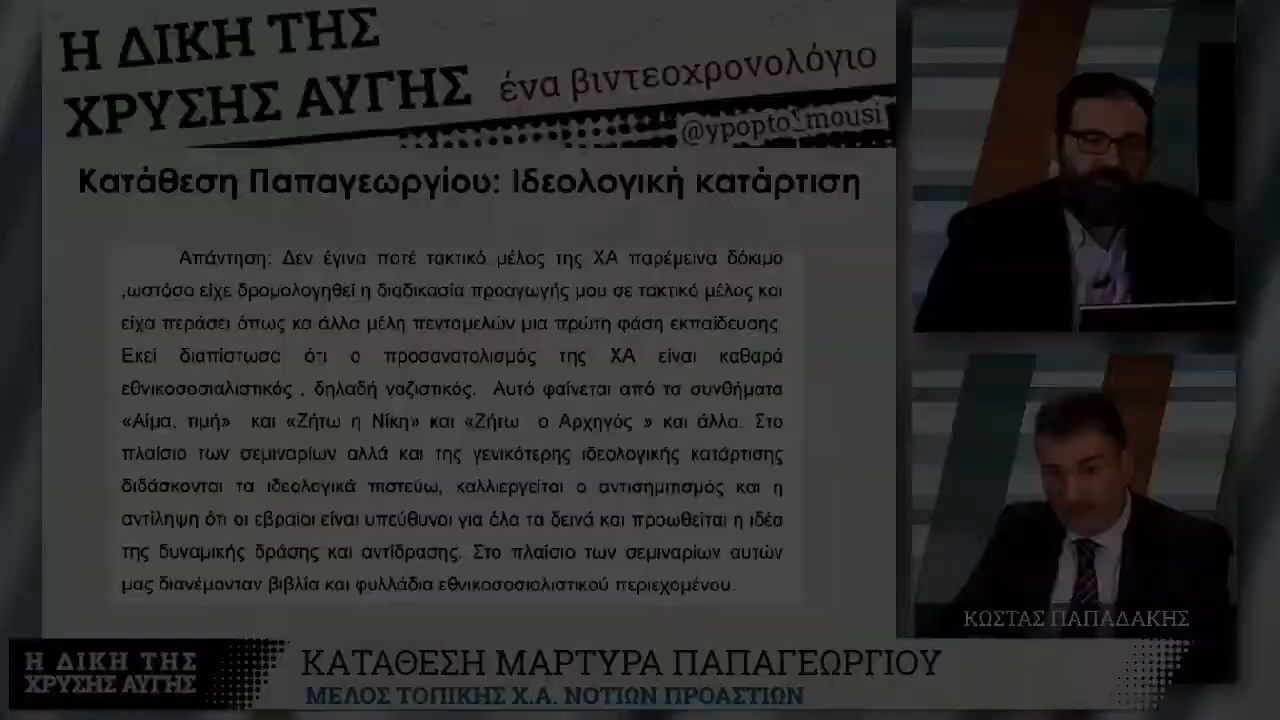 Η ΔΙΚΗ ΤΗΣ
ΧΡΥΣΗΣ ΑΥΓΗΣ ένα βιντεοχρονολόγιο
@ypopto_mousi
Κατάθεση Παπαγεωργίου: Ιδεολογική κατάρτιση
Απάντηση: Δεν έγινα ποτέ τακτικό μέλος της ΧΑ παρέμεινα δόκιμο
,ωστόσο είχε δρομολογηθεί η διαδικασία προαγωγής μου σε τακτικό μέλος και
είχα περάσει όπως κα άλλα μέλη πενταμελών μια πρώτη φάση εκπαίδευσης.
Εκεί διαπίστωσα ότι ο προσανατολισμός της ΧΑ είναι καθαρά
εθνικοσοσιαλιστικός , δηλαδή ναζιστικός. Αυτό φαίνεται από τα συνθήματα
«Αίμα, τιμή» και «Ζήτω η Νίκη» και «Ζήτω ο Αρχηγός » και άλλα. Στο
πλαίσιο των σεμιναρίων αλλά και της γενικότερης ιδεολογικής κατάρτισης
διδάσκονται τα ιδεολογικά πιστεύω, καλλιεργείται ο αντισημιτισμός και η
αντίληψη ότι οι εβραίοι είναι υπεύθυνοι για όλα τα δεινά και προωθείται η ιδέα
της δυναμικής δράσης και αντίδρασης. Στο πλαίσιο των σεμιναρίων αυτών
μας διανέμονταν βιβλία και φυλλάδια εθνικοσοσιαλιστικού περιεχομένου.
ΚΩΣΤΑΣ ΠΑΠΑΔΑΚΗΣ
Η ΔΙΚΗ ΤΗΣ
ΧΡΥΣΗΣ ΑΥΓΗΣ
ΚΑΤΑΘΕΣΗ ΜΑΡΤΥΡΑ ΠΑΠΑΓΕΩΡΓΙΟΥ
ΜΕΛΟΣ ΤΟΠΙΚΗΣ Χ.Α. ΝΟΤΙΩΝ ΠΡΟΑΣΤΙΩΝ